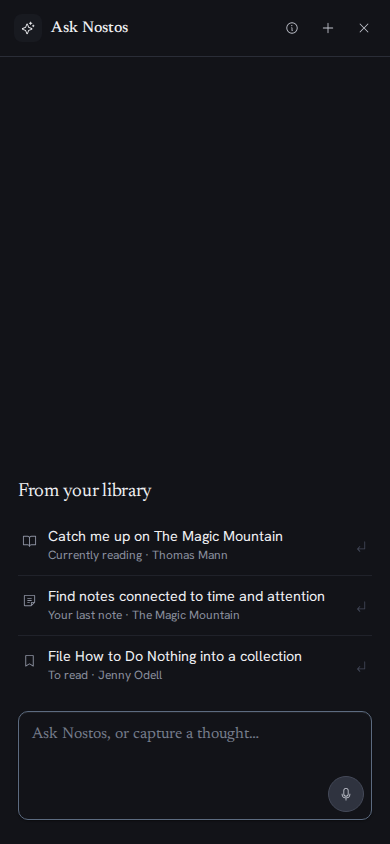 Ask Nostos
From your library
Catch me up on The Magic Mountain
Currently reading · Thomas Mann
Find notes connected to time and attention
Your last note · The Magic Mountain
File How to Do Nothing into a collection
To read · Jenny Odell
Ask Nostos, or capture a thought...